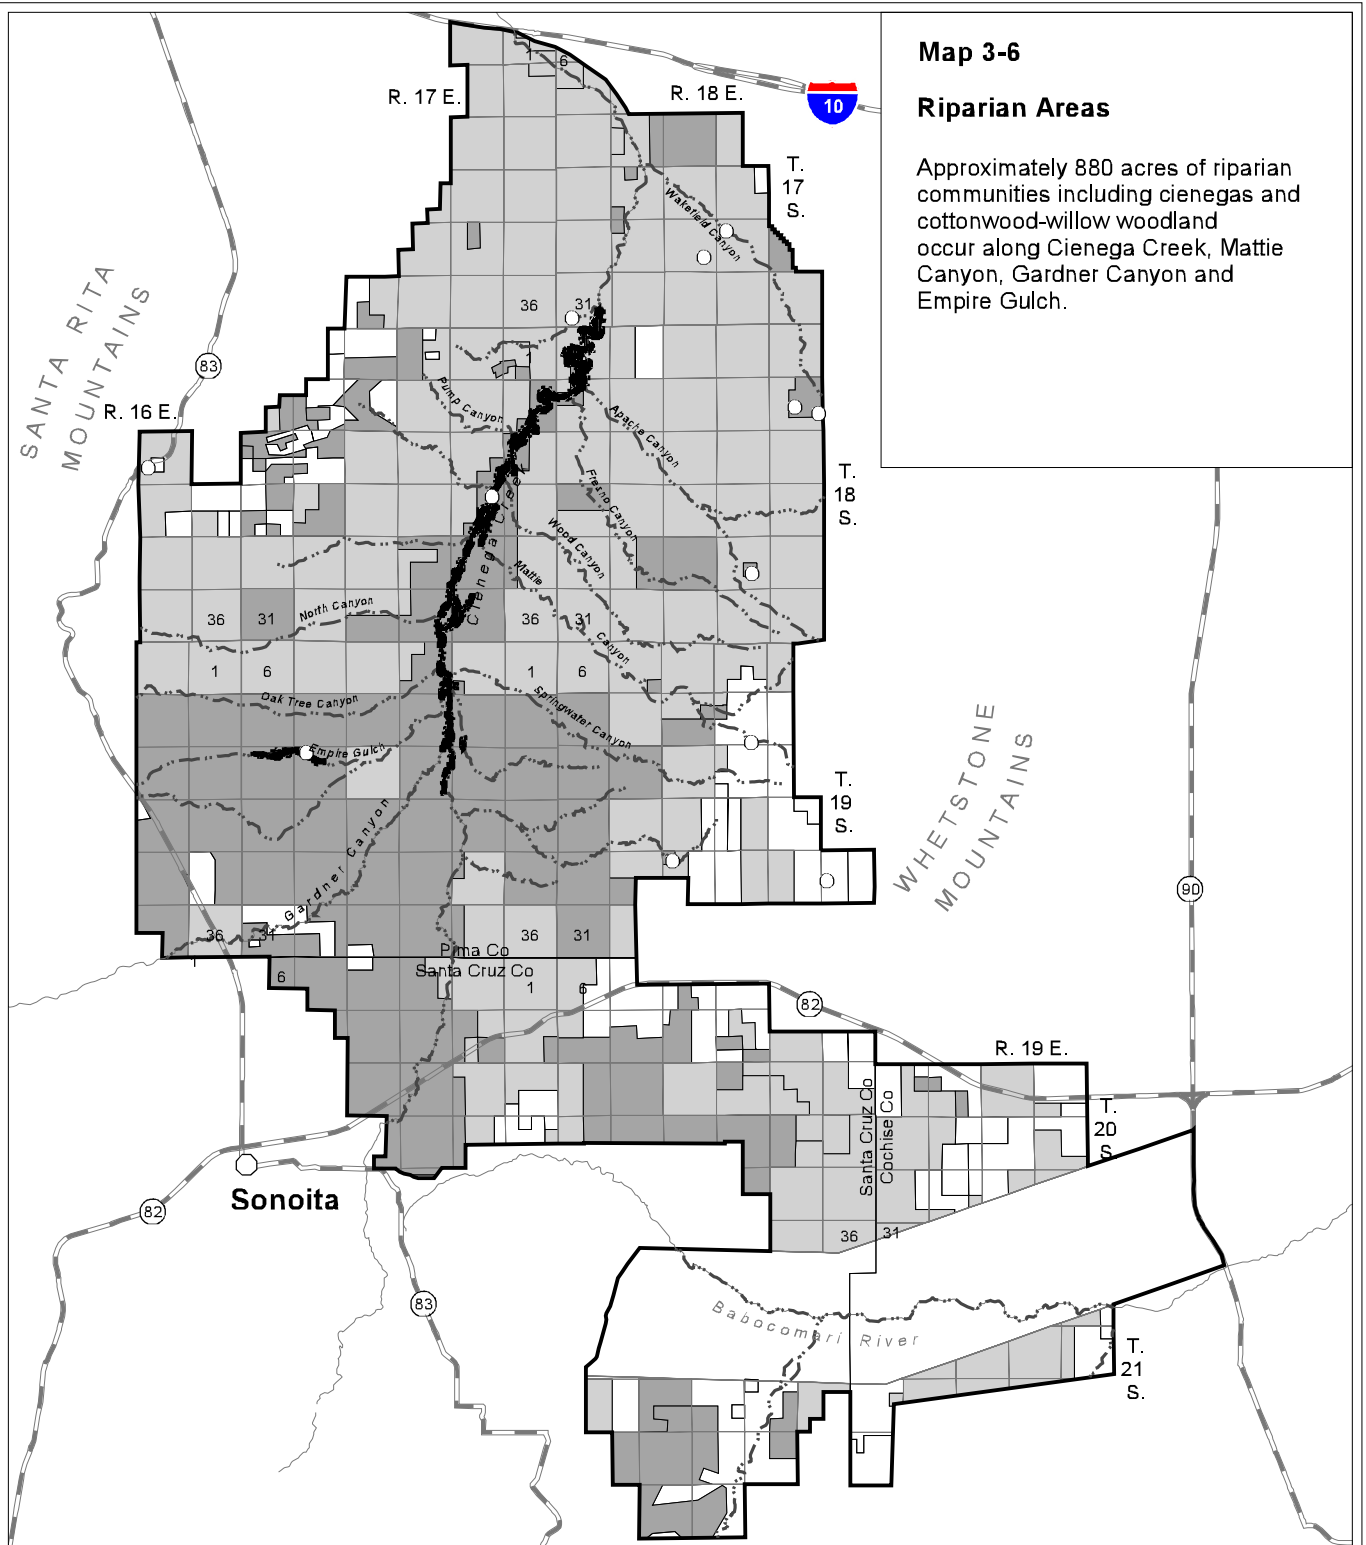 Map 3-6
Riparian Areas
Approximately 880 acres of riparian
communities including cienegas and
cottonwood-willow woodland
occur along Cienega Creek, Mattie
Canyon, Gardner Canyon and
Empire Gulch.
10
R. 17 E.
R. 18 E.
6
T.
17
S.
Wakefield Canyon
SANTA RITA
MOUNTAINS
83
R. 16 E.
36
31
Pump Canyon
Apache Canyon
Fresno Canyon
T.
18
S.
Cienega Creek
Wood Canyon
Mattie
Canyon
North Canyon
36
31
36
31
1
6
1
6
Oak Tree Canyon
Springwater Canyon
Empire Gulch
WHETSTONE
MOUNTAINS
T.
19
S.
Gardner Canyon
90
36
31
36
31
Pima Co
Santa Cruz Co
1
6
1
6
82
R. 19 E.
Santa Cruz Co
Cochise Co
T.
20
S.
Sonoita
82
36
31
83
Babocomari River
T.
21
S.